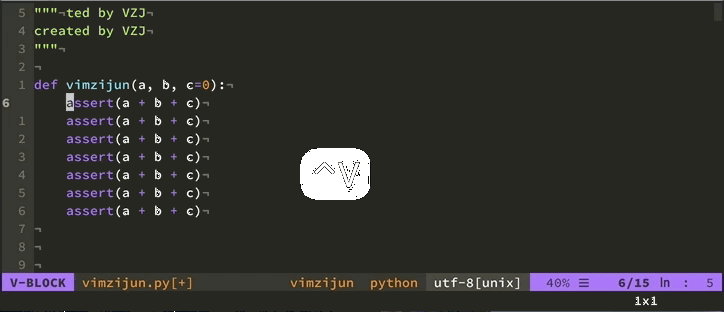 5 """¬ted by VZJ¬
4 created by VZJ¬
3 """¬
2 ¬
1 def vimzijun(a, b, c=0):¬
6 assert(a + b + c)¬
1 assert(a + b + c)¬
2 assert(a + b + c)¬
3 assert(a + b + c)¬
4 assert(a + b + c)¬
5 assert(a + b + c)¬
6 assert(a + b + c)¬
7 ¬
8 ¬
9 ¬
^V
V-BLOCK vimzijun.py[+] vimzijun python utf-8[unix] 40% ☰ 6/15 ln : 5
1x1